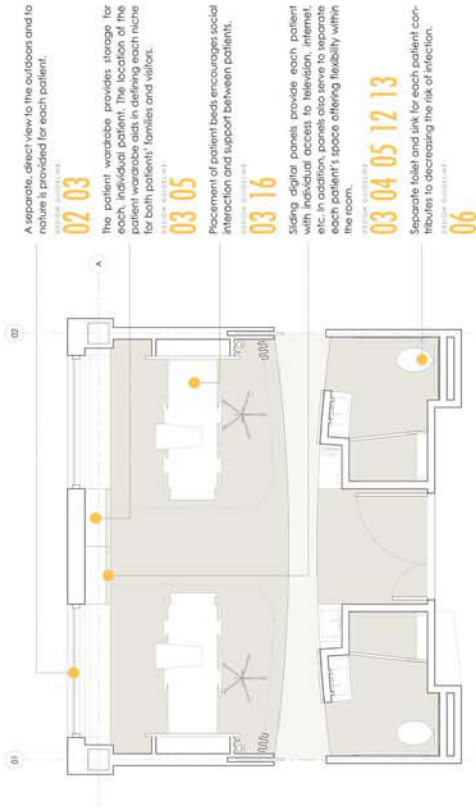 A separate, direct view to the outdoors and to
nature is provided for each patient.
DESIGN GUIDELINE:
02 03
The patient wardrobe provides storage for
each, individual patient. The location of the
patient wardrobe aids in defining each niche
for both patients' families and visitors.
DESIGN GUIDELINE:
03 05
Placement of patient beds encourages social
interaction and support between patients.
DESIGN GUIDELINE:
03 16
Sliding digital panels provide each patient
with individual access to television, internet,
etc. In addition, panels also serve to separate
each patient's space offering flexibility within
the room.
DESIGN GUIDELINE:
03 04 05 12 13
Separate toilet and sink for each patient con-
tributes to decreasing the risk of infection.
DESIGN GUIDELINE:
06
01
02
A